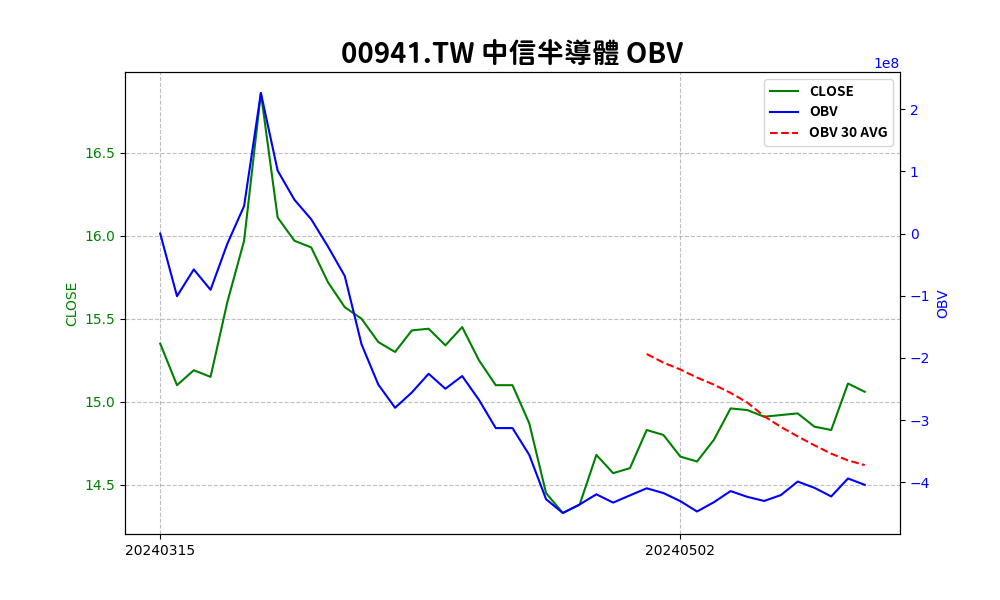 00941.TW 中信半導體 OBV
1e8
CLOSE
OBV
OBV 30 AVG
16.5
16.0
15.5
15.0
14.5
CLOSE
2
1
0
−1
−2
−3
−4
OBV
20240315
20240502